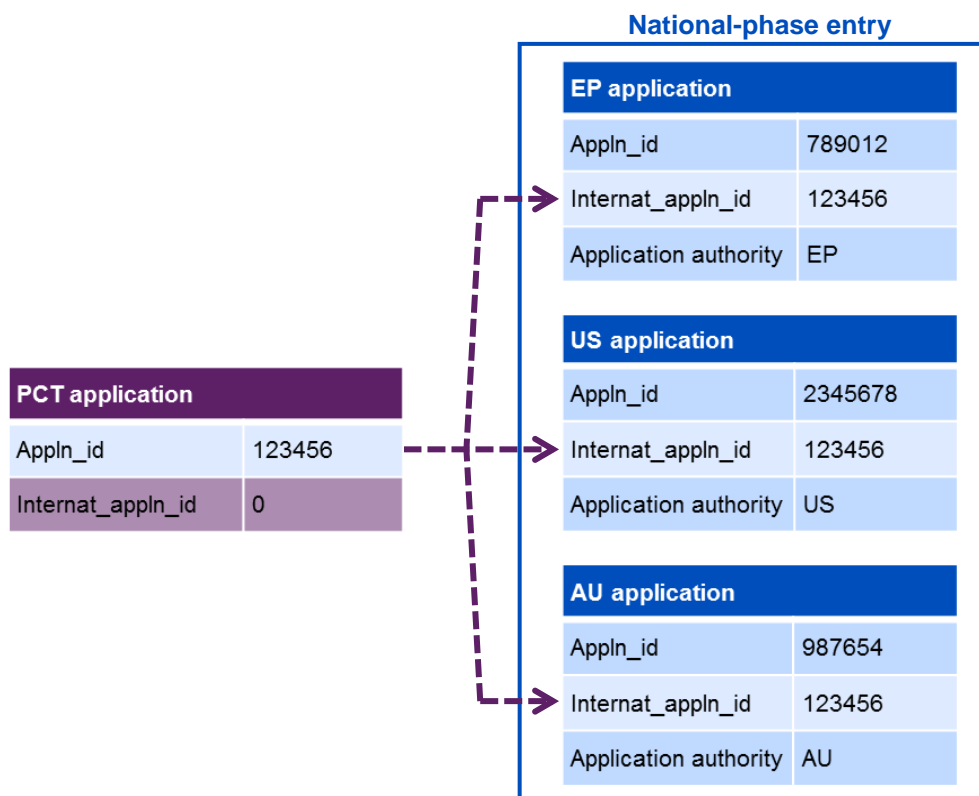 National-phase entry
EP application
Appln_id 789012
Internat_appln_id 123456
Application authority EP
US application
Appln_id 2345678
Internat_appln_id 123456
Application authority US
PCT application
Appln_id 123456
Internat_appln_id 0
AU application
Appln_id 987654
Internat_appln_id 123456
Application authority AU